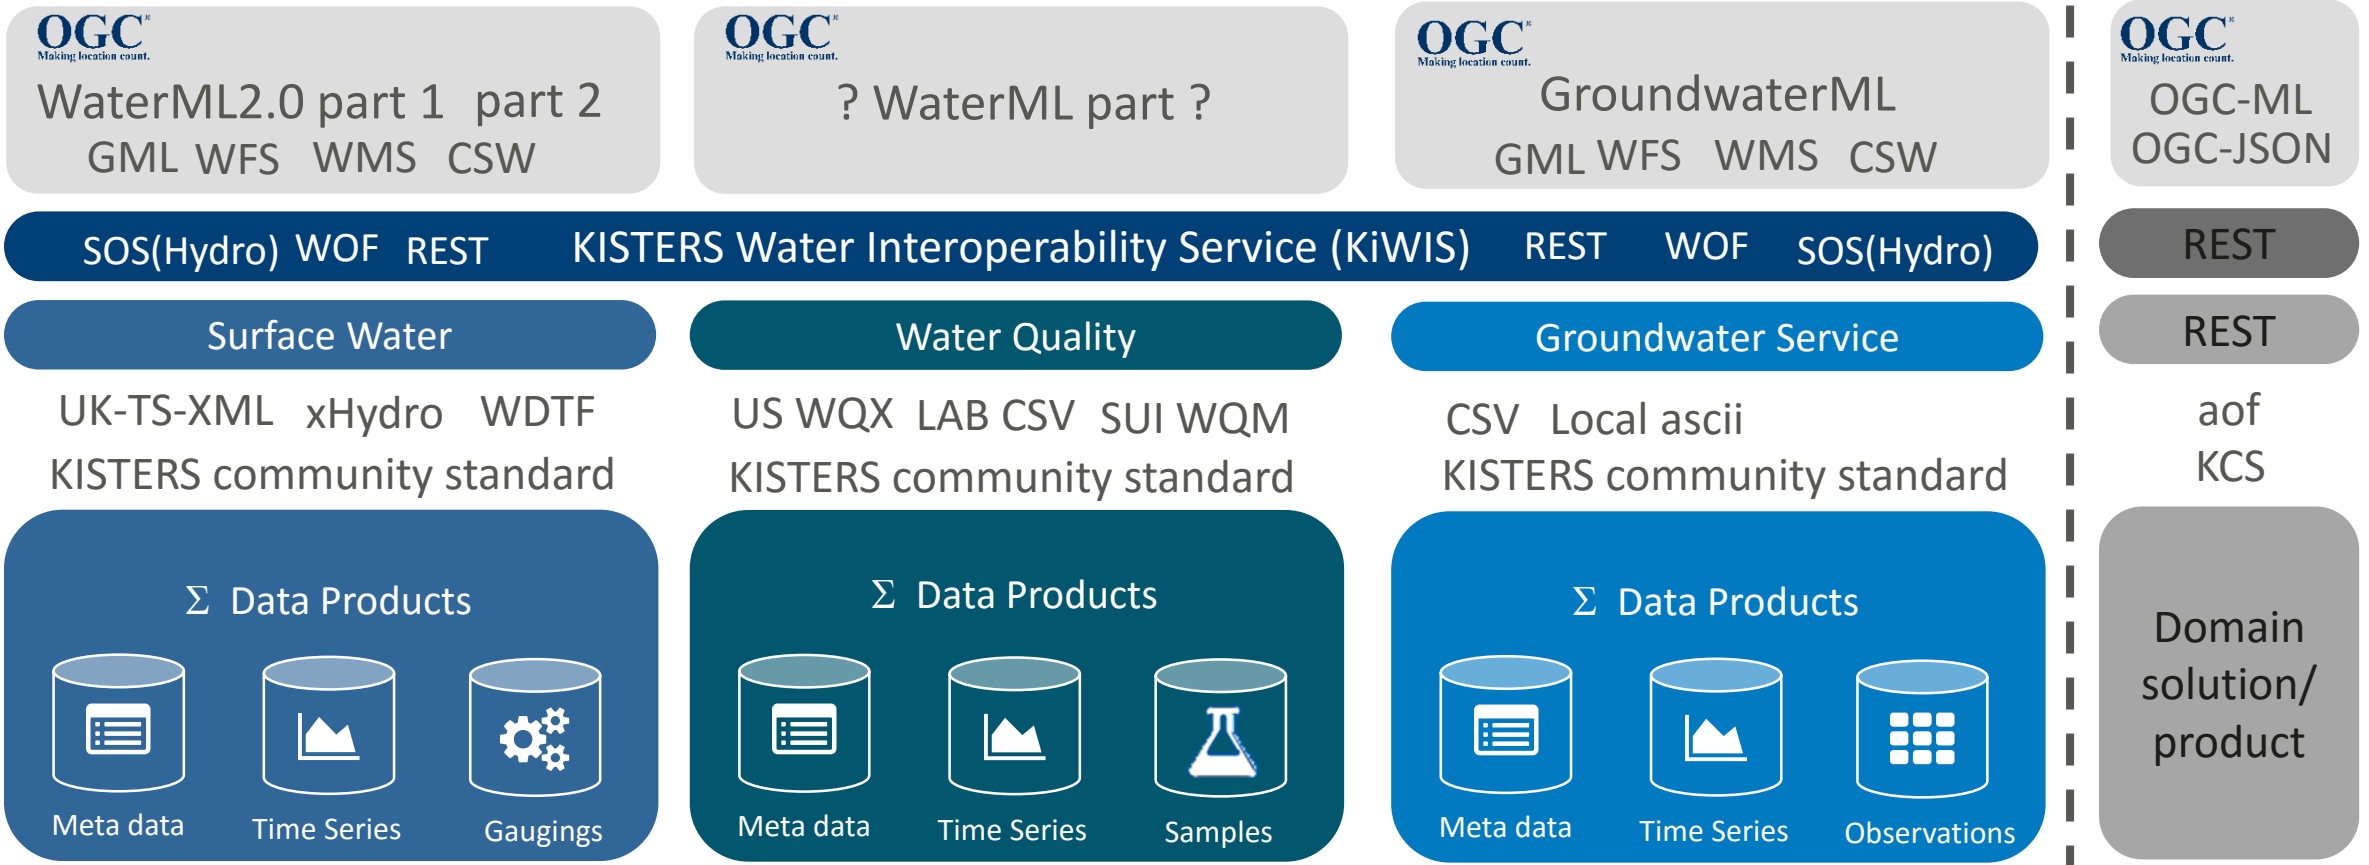 OGC®
Making location count.
WaterML2.0 part 1 part 2
GML WFS WMS CSW
OGC®
Making location count.
? WaterML part ?
OGC®
Making location count.
GroundwaterML
GML WFS WMS CSW
OGC®
Making location count.
OGC-ML
OGC-JSON
SOS(Hydro) WOF REST KISTERS Water Interoperability Service (KiWIS) REST WOF SOS(Hydro)
REST
Surface Water
Water Quality
Groundwater Service
REST
UK-TS-XML xHydro WDTF
KISTERS community standard
US WQX LAB CSV SUI WQM
KISTERS community standard
CSV Local ascii
KISTERS community standard
aof
KCS
Σ Data Products
Meta data Time Series Gaugings
Σ Data Products
Meta data Time Series Samples
Σ Data Products
Meta data Time Series Observations
Domain
solution/
product